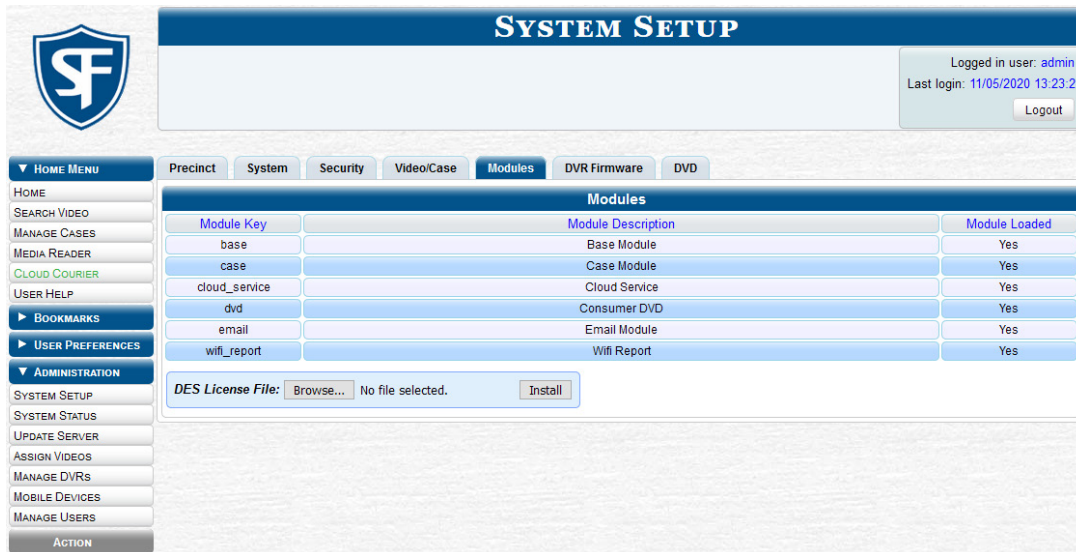 SYSTEM SETUP
Logged in user: admin
Last login: 11/05/2020 13:23:2
Logout
SF
▼ HOME MENU
HOME
SEARCH VIDEO
MANAGE CASES
MEDIA READER
CLOUD COURIER
USER HELP
▶ BOOKMARKS
▶ USER PREFERENCES
▼ ADMINISTRATION
SYSTEM SETUP
SYSTEM STATUS
UPDATE SERVER
ASSIGN VIDEOS
MANAGE DVRS
MOBILE DEVICES
MANAGE USERS
ACTION
Precinct System Security Video/Case Modules DVR Firmware DVD
Modules
Module Key Module Description Module Loaded
base Base Module Yes
case Case Module Yes
cloud_service Cloud Service Yes
dvd Consumer DVD Yes
email Email Module Yes
wifi_report Wifi Report Yes
DES License File: Browse... No file selected. Install